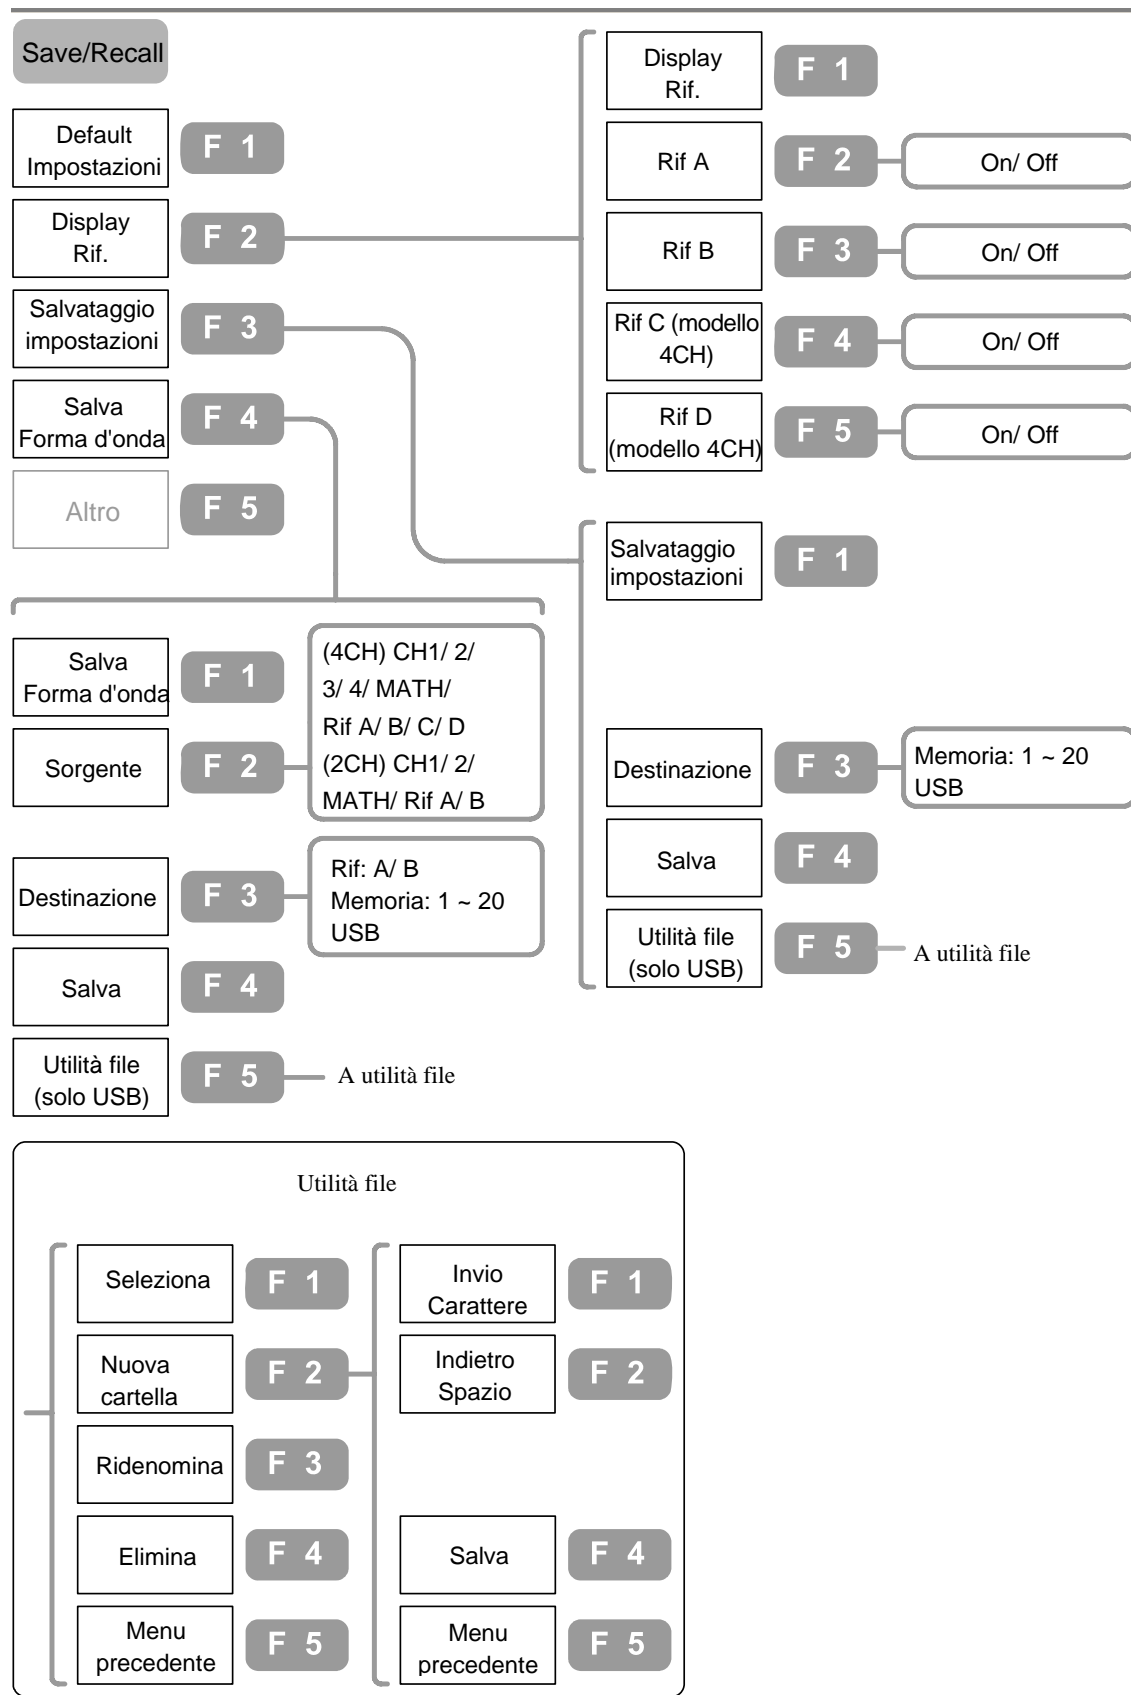 Save/Recall
Default
Impostazioni
F 1
Display
Rif.
F 2
Salvataggio
impostazioni
F 3
Salva
Forma d'onda
F 4
Altro
F 5
Display
Rif.
F 1
Rif A
F 2
On/ Off
Rif B
F 3
On/ Off
Rif C (modello
4CH)
F 4
On/ Off
Rif D
(modello 4CH)
F 5
On/ Off
Salvataggio
impostazioni
F 1
Destinazione
F 3
Memoria: 1 ~ 20
USB
Salva
F 4
Utilità file
(solo USB)
F 5
A utilità file
Salva
Forma d'onda
F 1
Sorgente
F 2
(4CH) CH1/ 2/
3/ 4/ MATH/
Rif A/ B/ C/ D
(2CH) CH1/ 2/
MATH/ Rif A/ B
Destinazione
F 3
Rif: A/ B
Memoria: 1 ~ 20
USB
Salva
F 4
Utilità file
(solo USB)
F 5
A utilità file
Utilità file
Seleziona
F 1
Nuova
cartella
F 2
Ridenomina
F 3
Elimina
F 4
Menu
precedente
F 5
Invio
Carattere
F 1
Indietro
Spazio
F 2
Salva
F 4
Menu
precedente
F 5